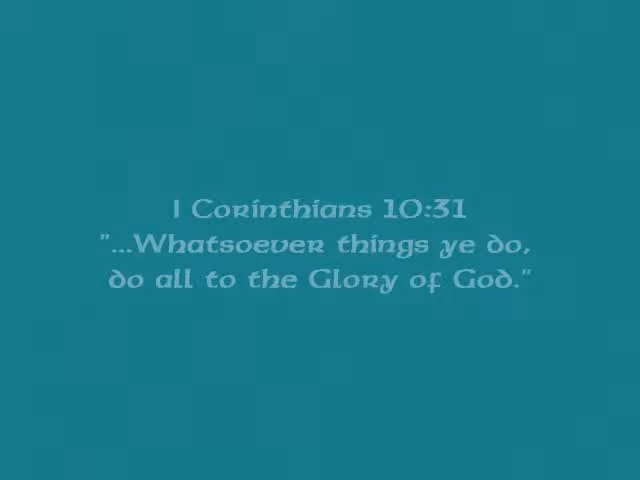 I Corinthians 10:31
"...Whatsoever things ye do,
do all to the Glory of God."